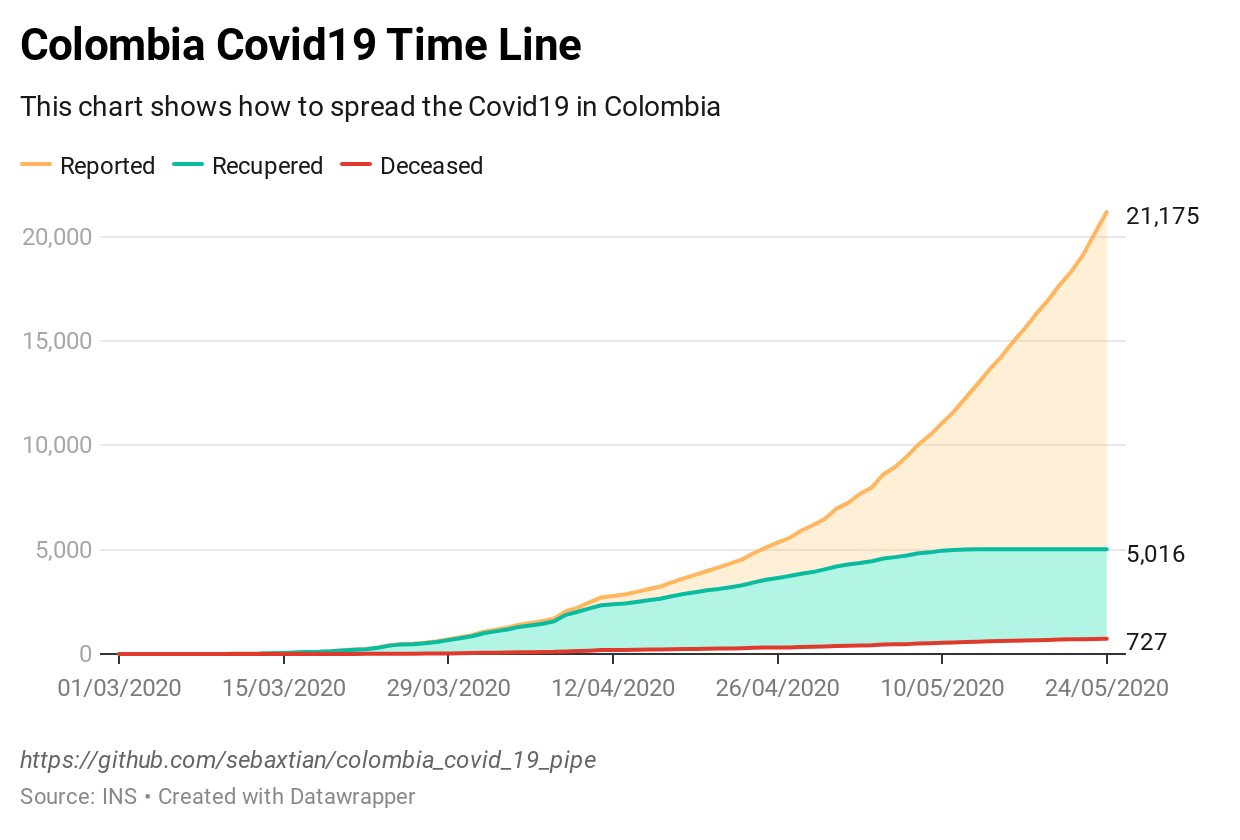 Colombia Covid19 Time Line
This chart shows how to spread the Covid19 in Colombia
Reported Recupered Deceased
21,175
20,000
15,000
10,000
5,000
5,016
727
0
01/03/2020 15/03/2020 29/03/2020 12/04/2020 26/04/2020 10/05/2020 24/05/2020
https://github.com/sebaxtian/colombia_covid_19_pipe
Source: INS • Created with Datawrapper